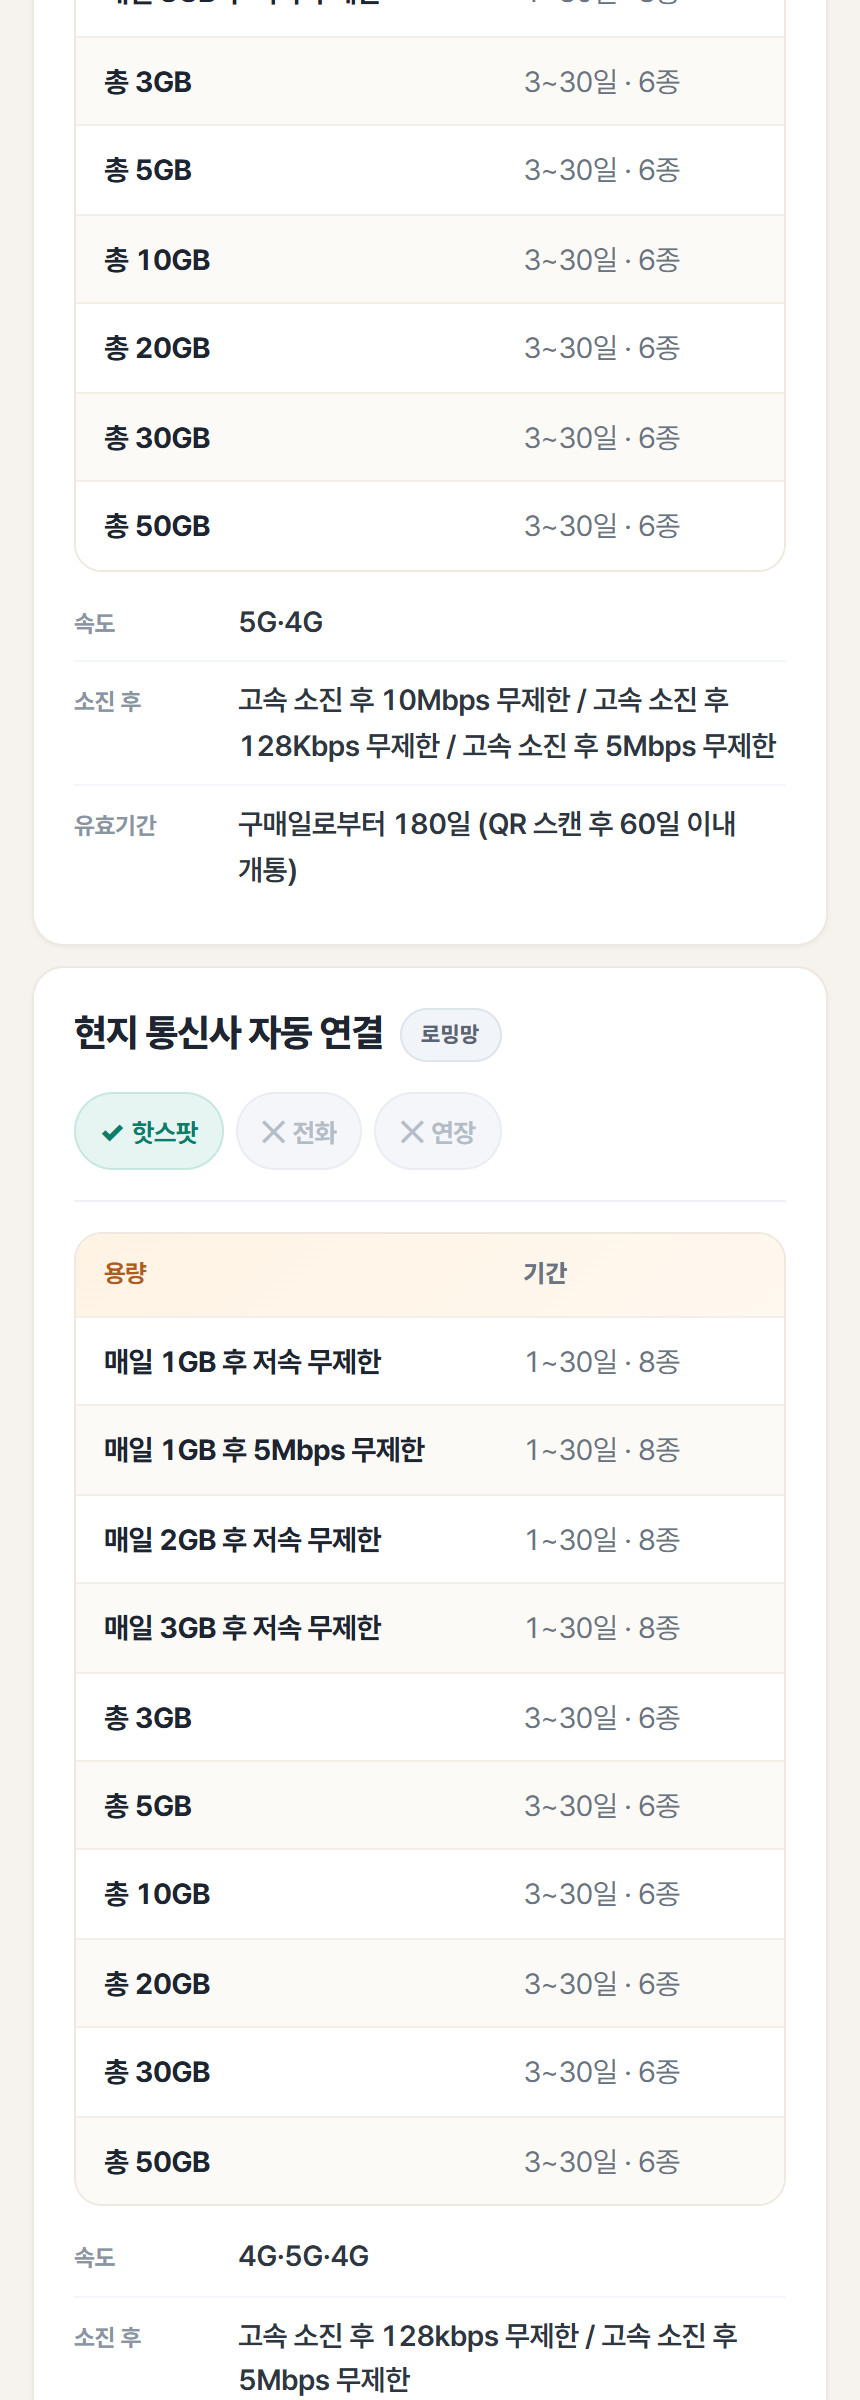 총 3GB 3~30일 · 6종
총 5GB 3~30일 · 6종
총 10GB 3~30일 · 6종
총 20GB 3~30일 · 6종
총 30GB 3~30일 · 6종
총 50GB 3~30일 · 6종
속도 5G·4G
소진 후 고속 소진 후 10Mbps 무제한 / 고속 소진 후
128Kbps 무제한 / 고속 소진 후 5Mbps 무제한
유효기간 구매일로부터 180일 (QR 스캔 후 60일 이내
개통)
현지 통신사 자동 연결 로밍망
✓ 핫스팟 ✕ 전화 ✕ 연장
용량 기간
매일 1GB 후 저속 무제한 1~30일 · 8종
매일 1GB 후 5Mbps 무제한 1~30일 · 8종
매일 2GB 후 저속 무제한 1~30일 · 8종
매일 3GB 후 저속 무제한 1~30일 · 8종
총 3GB 3~30일 · 6종
총 5GB 3~30일 · 6종
총 10GB 3~30일 · 6종
총 20GB 3~30일 · 6종
총 30GB 3~30일 · 6종
총 50GB 3~30일 · 6종
속도 4G·5G·4G
소진 후 고속 소진 후 128kbps 무제한 / 고속 소진 후
5Mbps 무제한